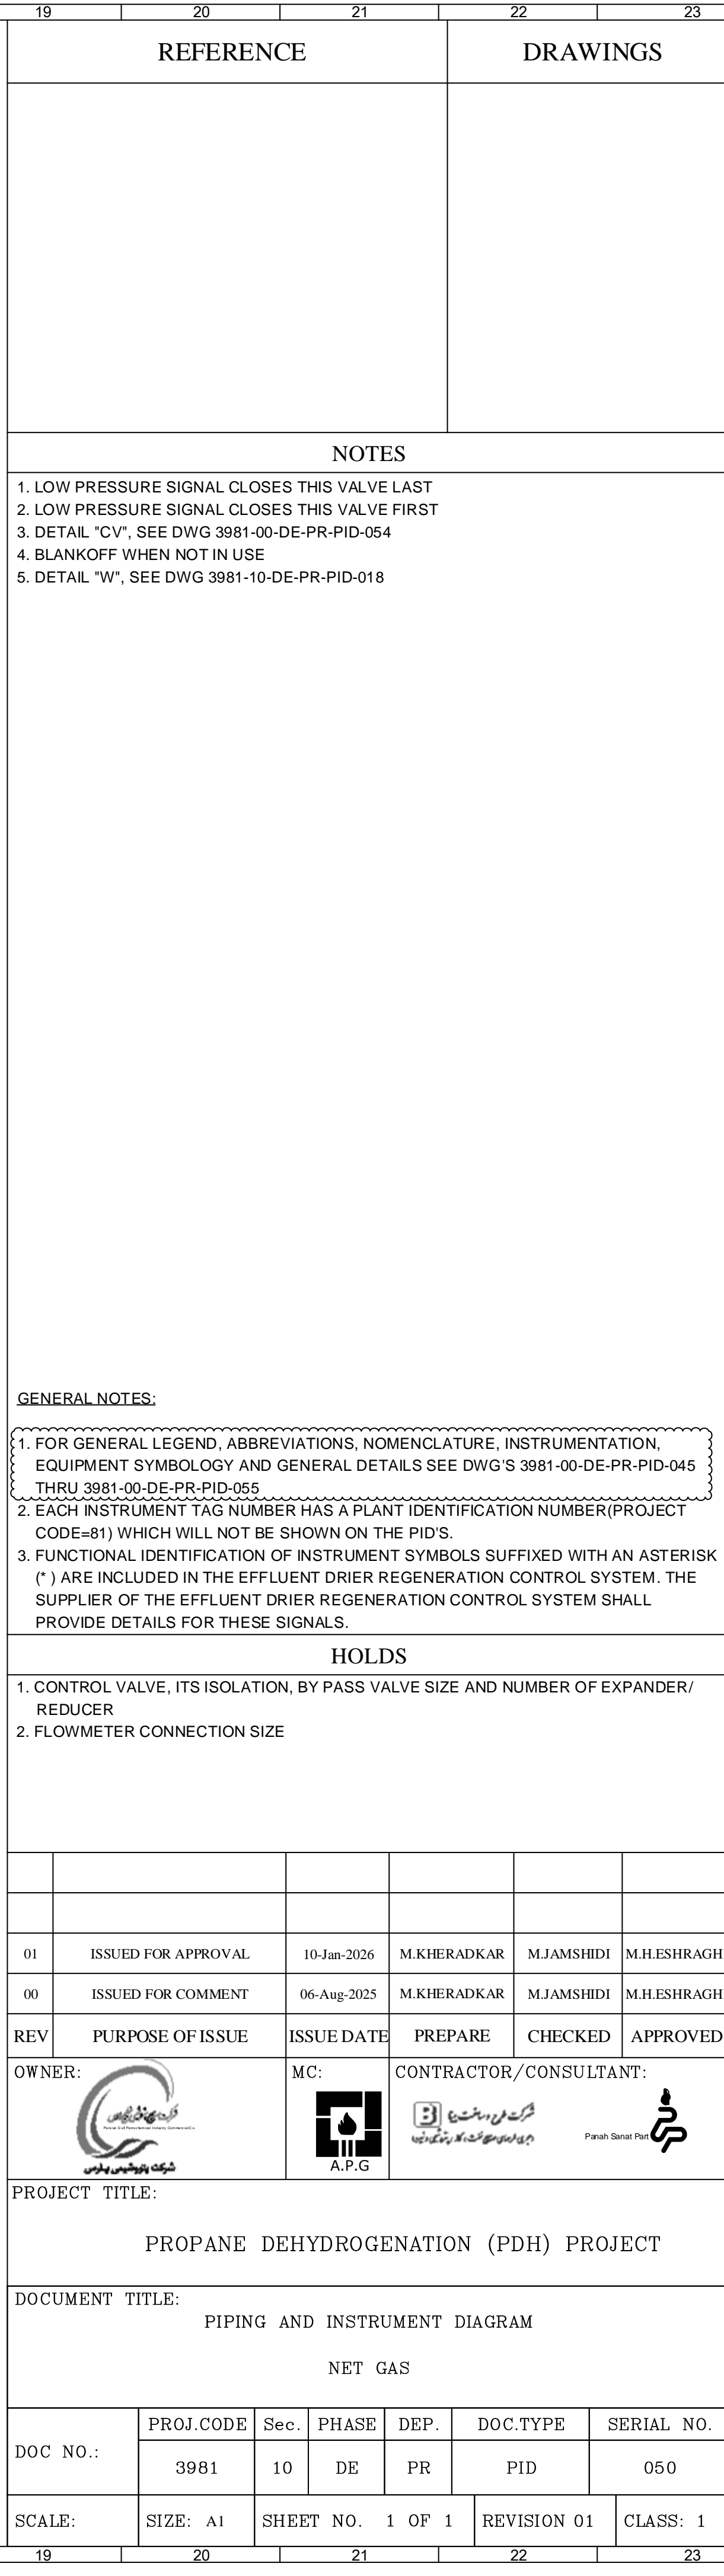 19 20 21 22 23
REFERENCE DRAWINGS
NOTES
1. LOW PRESSURE SIGNAL CLOSES THIS VALVE LAST
2. LOW PRESSURE SIGNAL CLOSES THIS VALVE FIRST
3. DETAIL "CV", SEE DWG 3981-00-DE-PR-PID-054
4. BLANKOFF WHEN NOT IN USE
5. DETAIL "W", SEE DWG 3981-10-DE-PR-PID-018
GENERAL NOTES:
1. FOR GENERAL LEGEND, ABBREVIATIONS, NOMENCLATURE, INSTRUMENTATION,
EQUIPMENT SYMBOLOGY AND GENERAL DETAILS SEE DWG'S 3981-00-DE-PR-PID-045
THRU 3981-00-DE-PR-PID-055
2. EACH INSTRUMENT TAG NUMBER HAS A PLANT IDENTIFICATION NUMBER(PROJECT
CODE=81) WHICH WILL NOT BE SHOWN ON THE PID'S.
3. FUNCTIONAL IDENTIFICATION OF INSTRUMENT SYMBOLS SUFFIXED WITH AN ASTERISK
(* ) ARE INCLUDED IN THE EFFLUENT DRIER REGENERATION CONTROL SYSTEM. THE
SUPPLIER OF THE EFFLUENT DRIER REGENERATION CONTROL SYSTEM SHALL
PROVIDE DETAILS FOR THESE SIGNALS.
HOLDS
1. CONTROL VALVE, ITS ISOLATION, BY PASS VALVE SIZE AND NUMBER OF EXPANDER/
REDUCER
2. FLOWMETER CONNECTION SIZE
01 ISSUED FOR APPROVAL 10-Jan-2026 M.KHERADKAR M.JAMSHIDI M.H.ESHRAGHI
00 ISSUED FOR COMMENT 06-Aug-2025 M.KHERADKAR M.JAMSHIDI M.H.ESHRAGHI
REV PURPOSE OF ISSUE ISSUE DATE PREPARE CHECKED APPROVED
OWNER: MC: CONTRACTOR/CONSULTANT:
شرکت پتروشیمی پارس
A.P.G
Panah Sanat Part
PROJECT TITLE:
PROPANE DEHYDROGENATION (PDH) PROJECT
DOCUMENT TITLE:
PIPING AND INSTRUMENT DIAGRAM
NET GAS
DOC NO.: PROJ.CODE Sec. PHASE DEP. DOC.TYPE SERIAL NO.
3981 10 DE PR PID 050
SCALE: SIZE: A1 SHEET NO. 1 OF 1 REVISION 01 CLASS: 1
19 20 21 22 23